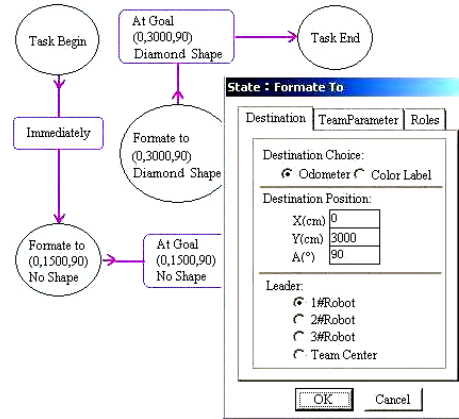 Task Begin
At Goal
(0,3000,90)
Diamond Shape
Task End
Immediately
Formate to
(0,3000,90)
Diamond Shape
Formate to
(0,1500,90)
No Shape
At Goal
(0,1500,90)
No Shape
State : Formate To
Destination TeamParameter Roles
Destination Choice:
Odometer Color Label
Destination Position:
X(cm) 0
Y(cm) 3000
A(°) 90
Leader:
1#Robot
2#Robot
3#Robot
Team Center
OK Cancel